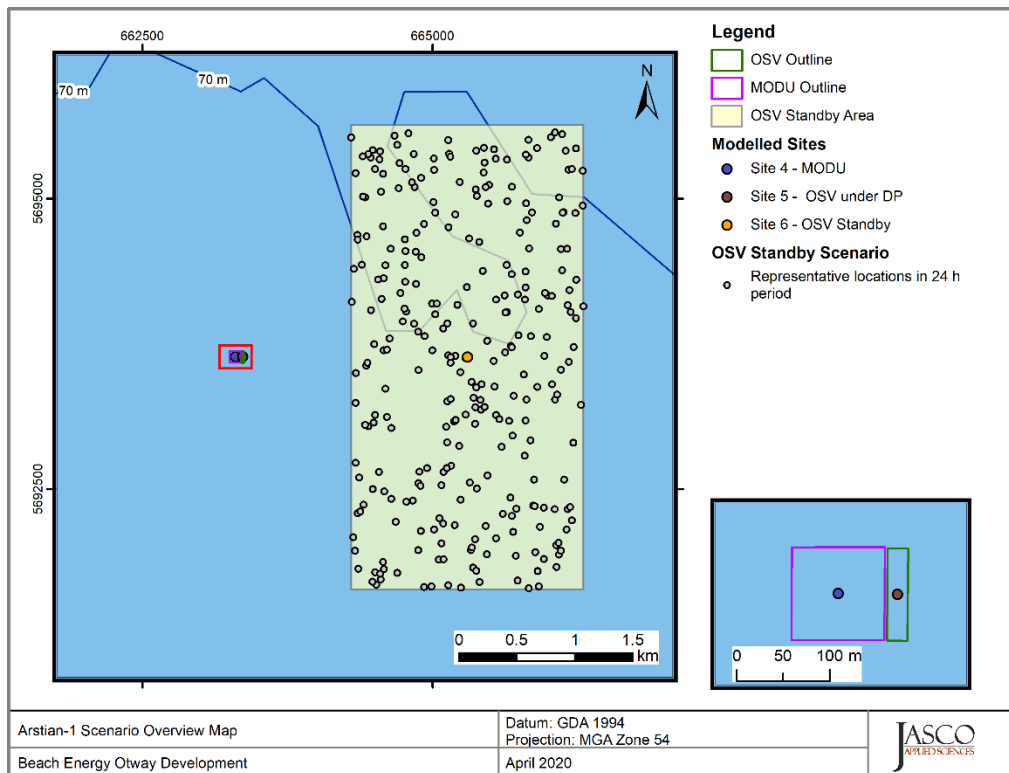 662500
665000
Legend
OSV Outline
MODU Outline
OSV Standby Area
Modelled Sites
Site 4 - MODU
Site 5 - OSV under DP
Site 6 - OSV Standby
OSV Standby Scenario
Representative locations in 24 h
period
N
70 m
70 m
5695000
5692500
0 0.5 1 1.5
km
0 50 100 m
Arstian-1 Scenario Overview Map
Datum: GDA 1994
Projection: MGA Zone 54
Beach Energy Otway Development
April 2020
JASCO
APPLIED SCIENCES